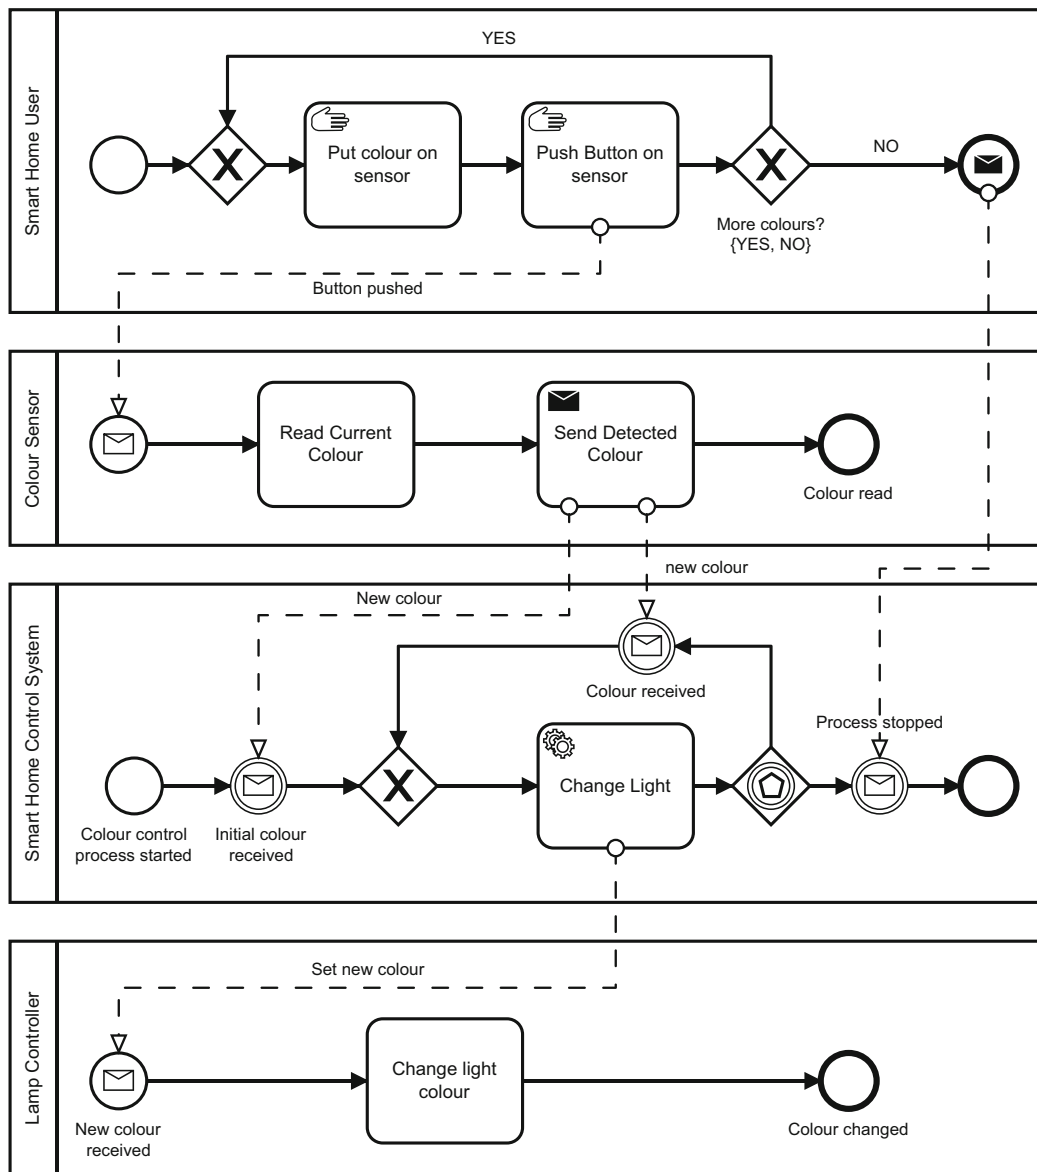 Smart Home User
YES
Put colour on
sensor
Push Button on
sensor
NO
More colours?
{YES, NO}
Button pushed
Colour Sensor
Read Current
Colour
Send Detected
Colour
Colour read
new colour
Smart Home Control System
New colour
Colour received
Process stopped
Change Light
Colour control
process started
Initial colour
received
Lamp Controller
Set new colour
Change light
colour
New colour
received
Colour changed